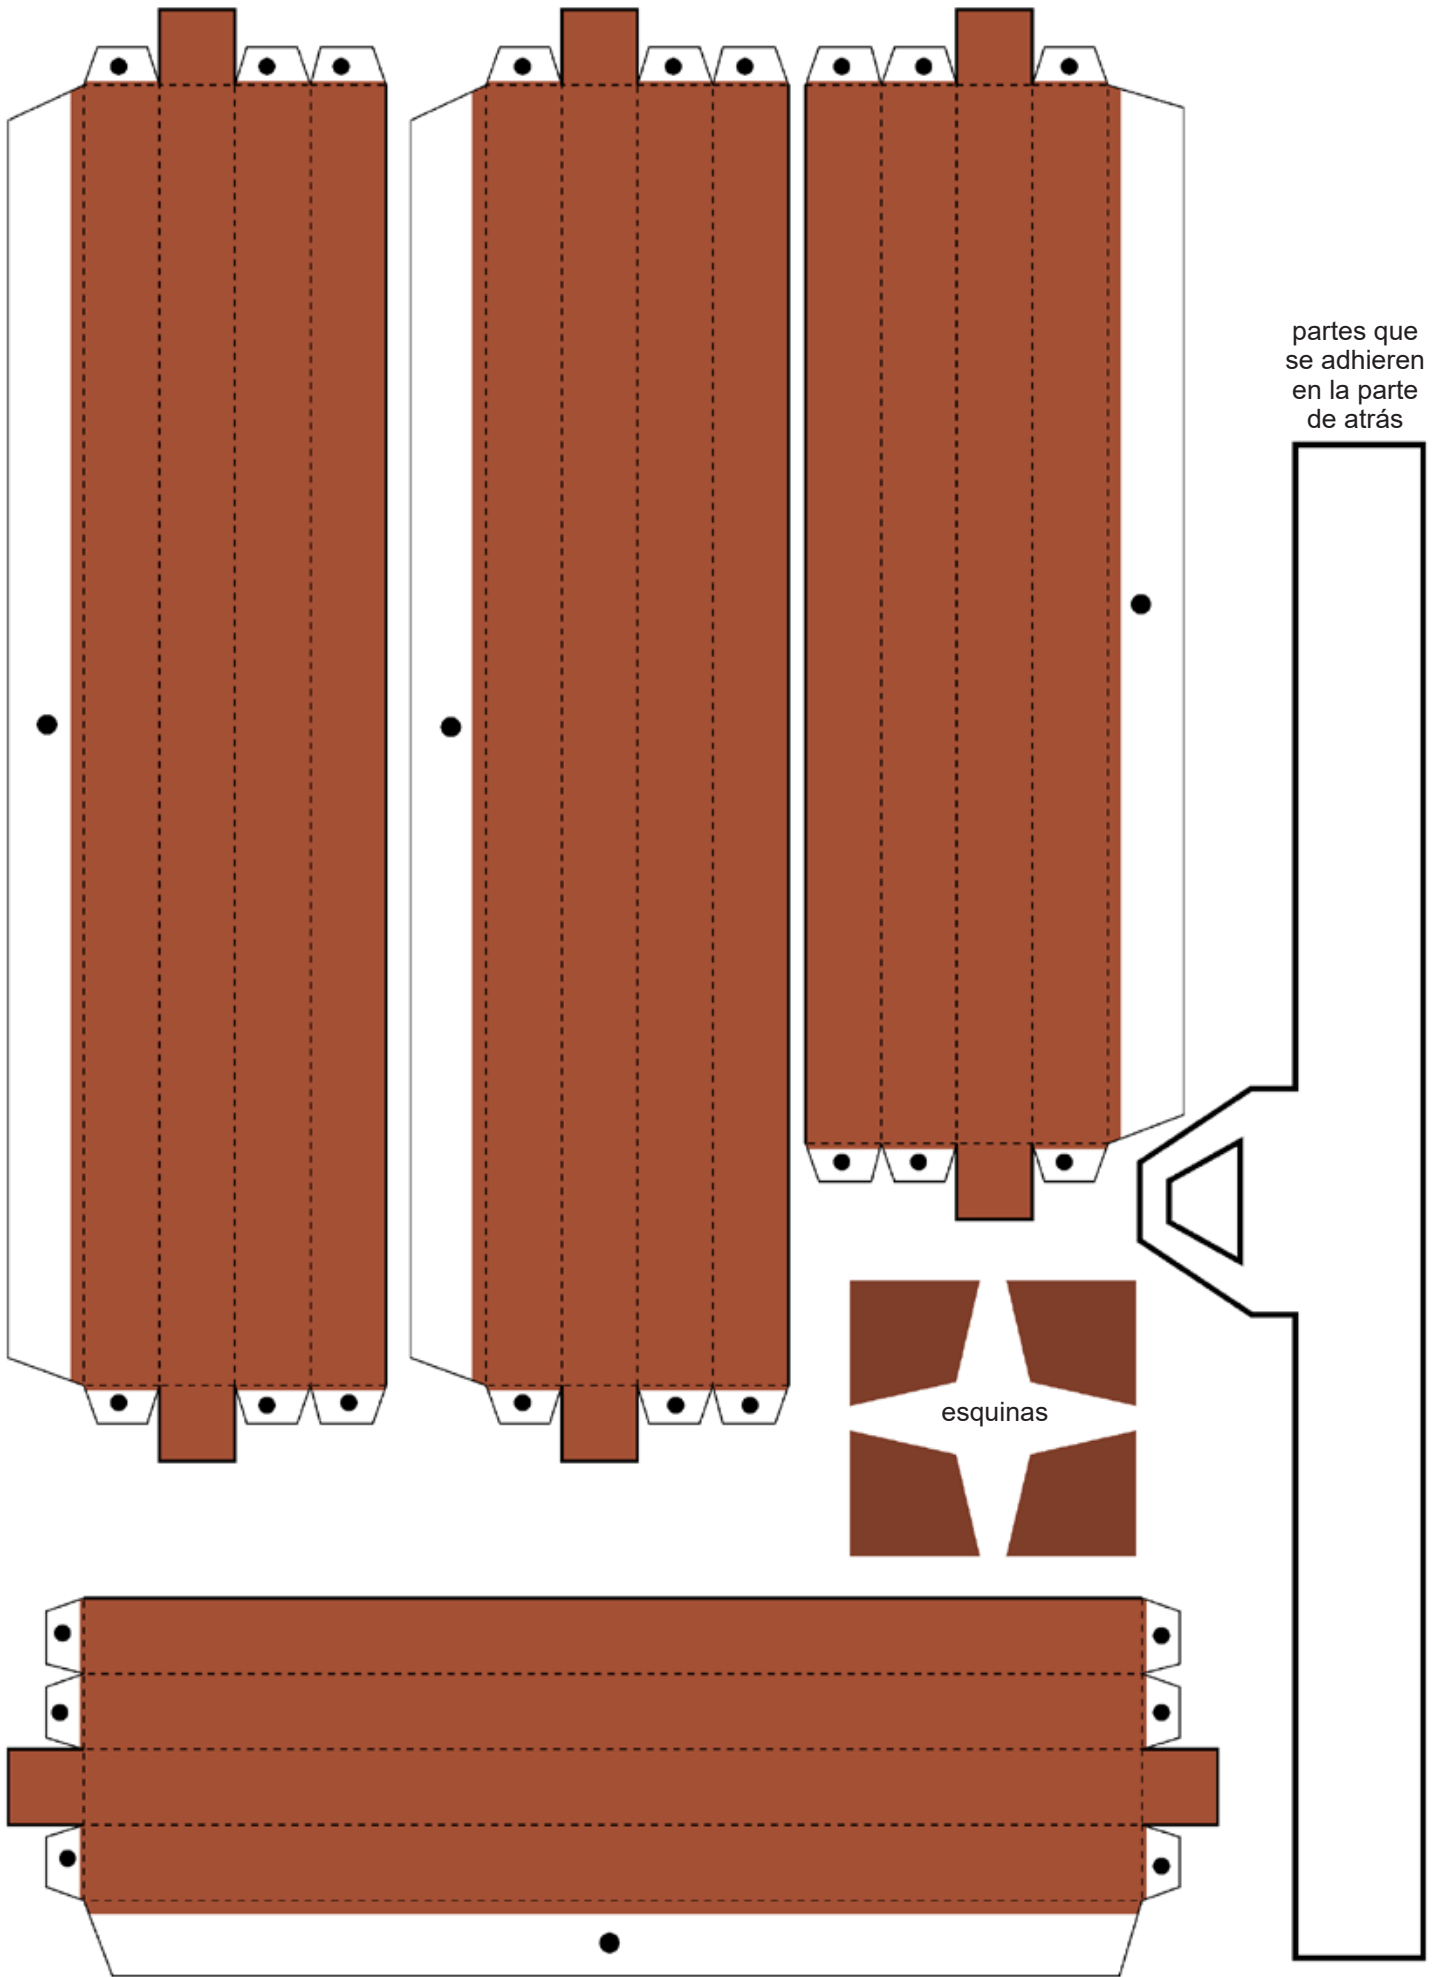 partes que
se adhieren
en la parte
de atrás
esquinas